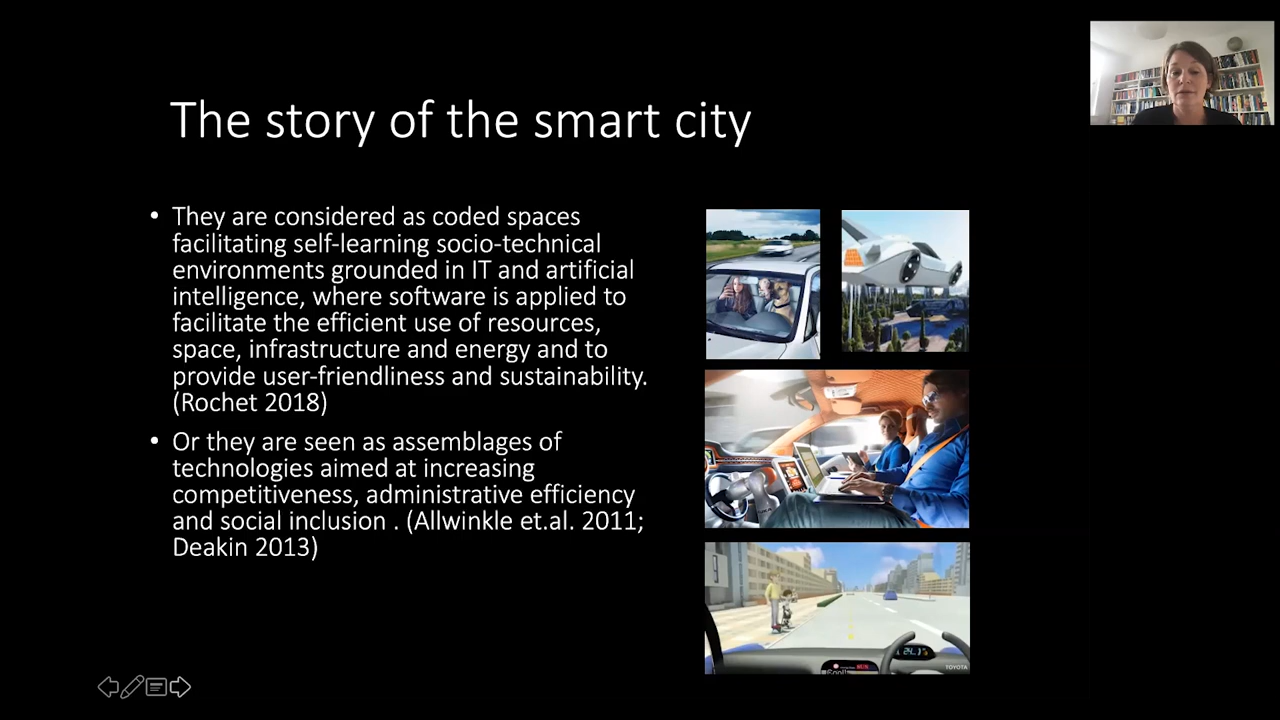 The story of the smart city
• They are considered as coded spaces
facilitating self-learning socio-technical
environments grounded in IT and artificial
intelligence, where software is applied to
facilitate the efficient use of resources,
space, infrastructure and energy and to
provide user-friendliness and sustainability.
(Rochet 2018)
• Or they are seen as assemblages of
technologies aimed at increasing
competitiveness, administrative efficiency
and social inclusion . (Allwinkle et.al. 2011;
Deakin 2013)
TOYOTA